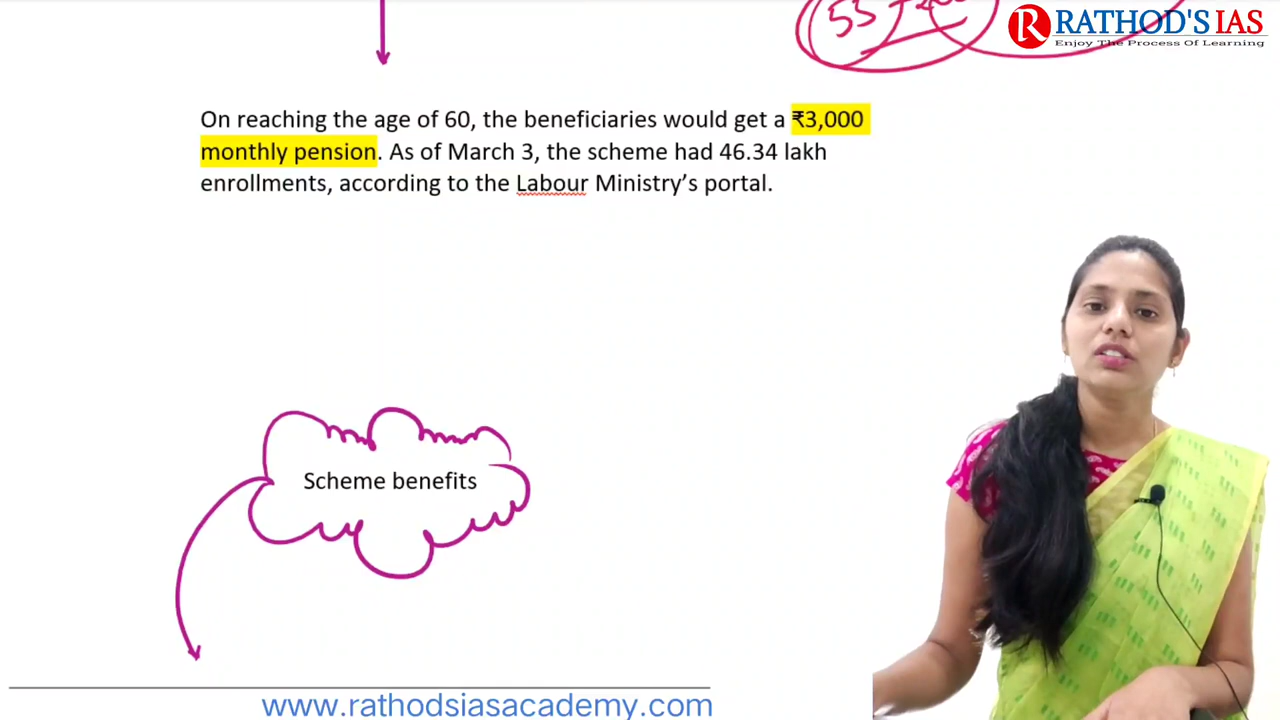 55
RATHOD'S IAS
Enjoy The Process Of Learning
On reaching the age of 60, the beneficiaries would get a ₹3,000
monthly pension. As of March 3, the scheme had 46.34 lakh
enrollments, according to the Labour Ministry's portal.
Scheme benefits
www.rathodsiasacademy.com